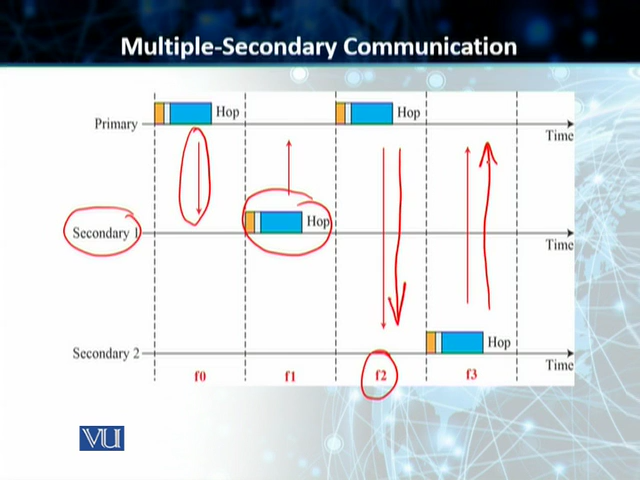 Multiple-Secondary Communication
Hop
Hop
Primary
Time
Secondary 1
Hop
Time
Hop
Secondary 2
Time
f0
f1
f2
f3
VU